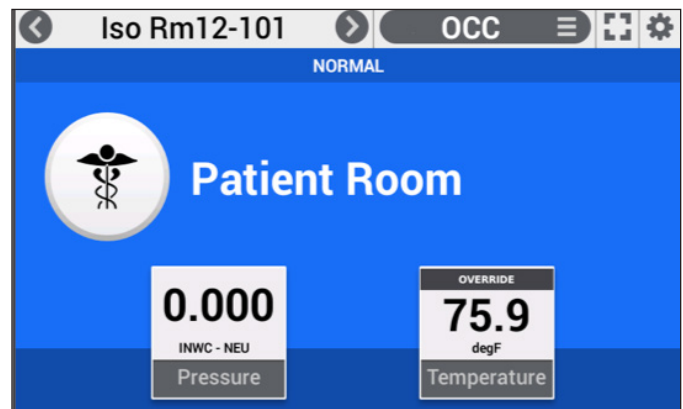 Iso Rm12-101 OCC
NORMAL
Patient Room
0.000
INWC - NEU
Pressure
OVERRIDE
75.9
degF
Temperature